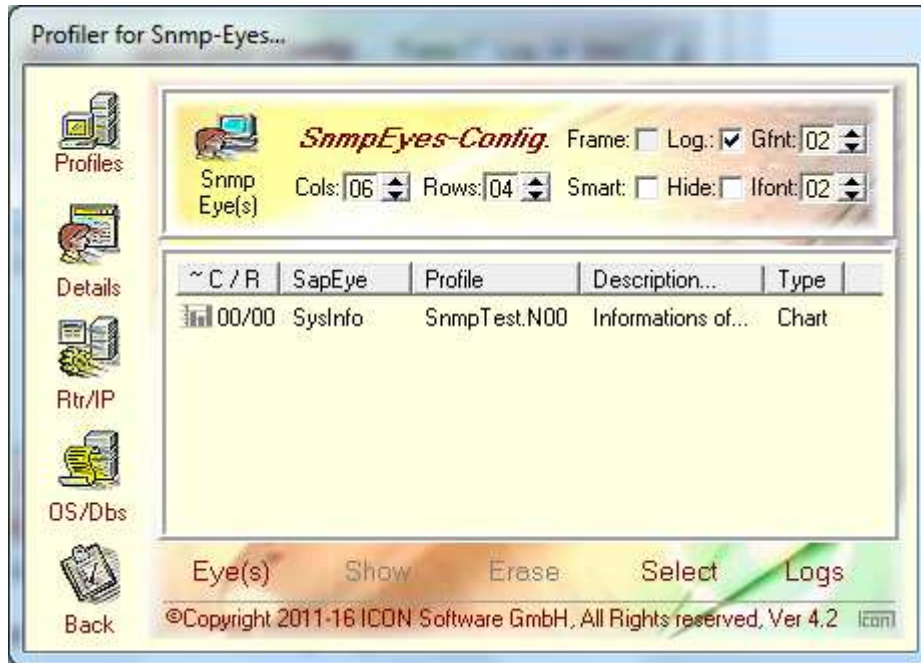 Profiler for Snmp-Eyes...
Profiles
Details
Rtr/IP
OS/Dbs
Back
Snmp
Eye(s)
SnmpEyes-Config. Frame: Log.: Gfnt: 02
Cols: 06 Rows: 04 Smart: Hide: Ifont: 02
~ C / R SapEye Profile Description... Type
00/00 SysInfo SnmpTest.N00 Informations of... Chart
Eye(s) Show Erase Select Logs
©Copyright 2011-16 ICON Software GmbH, All Rights reserved, Ver 4.2 icon